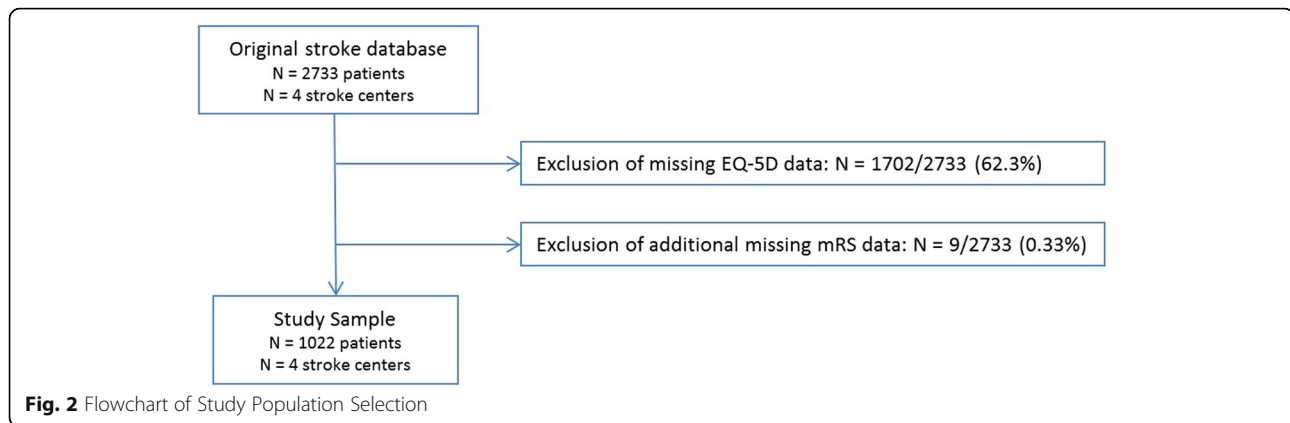 Original stroke database
N = 2733 patients
N = 4 stroke centers
Exclusion of missing EQ-5D data: N = 1702/2733 (62.3%)
Exclusion of additional missing mRS data: N = 9/2733 (0.33%)
Study Sample
N = 1022 patients
N = 4 stroke centers
Fig. 2 Flowchart of Study Population Selection